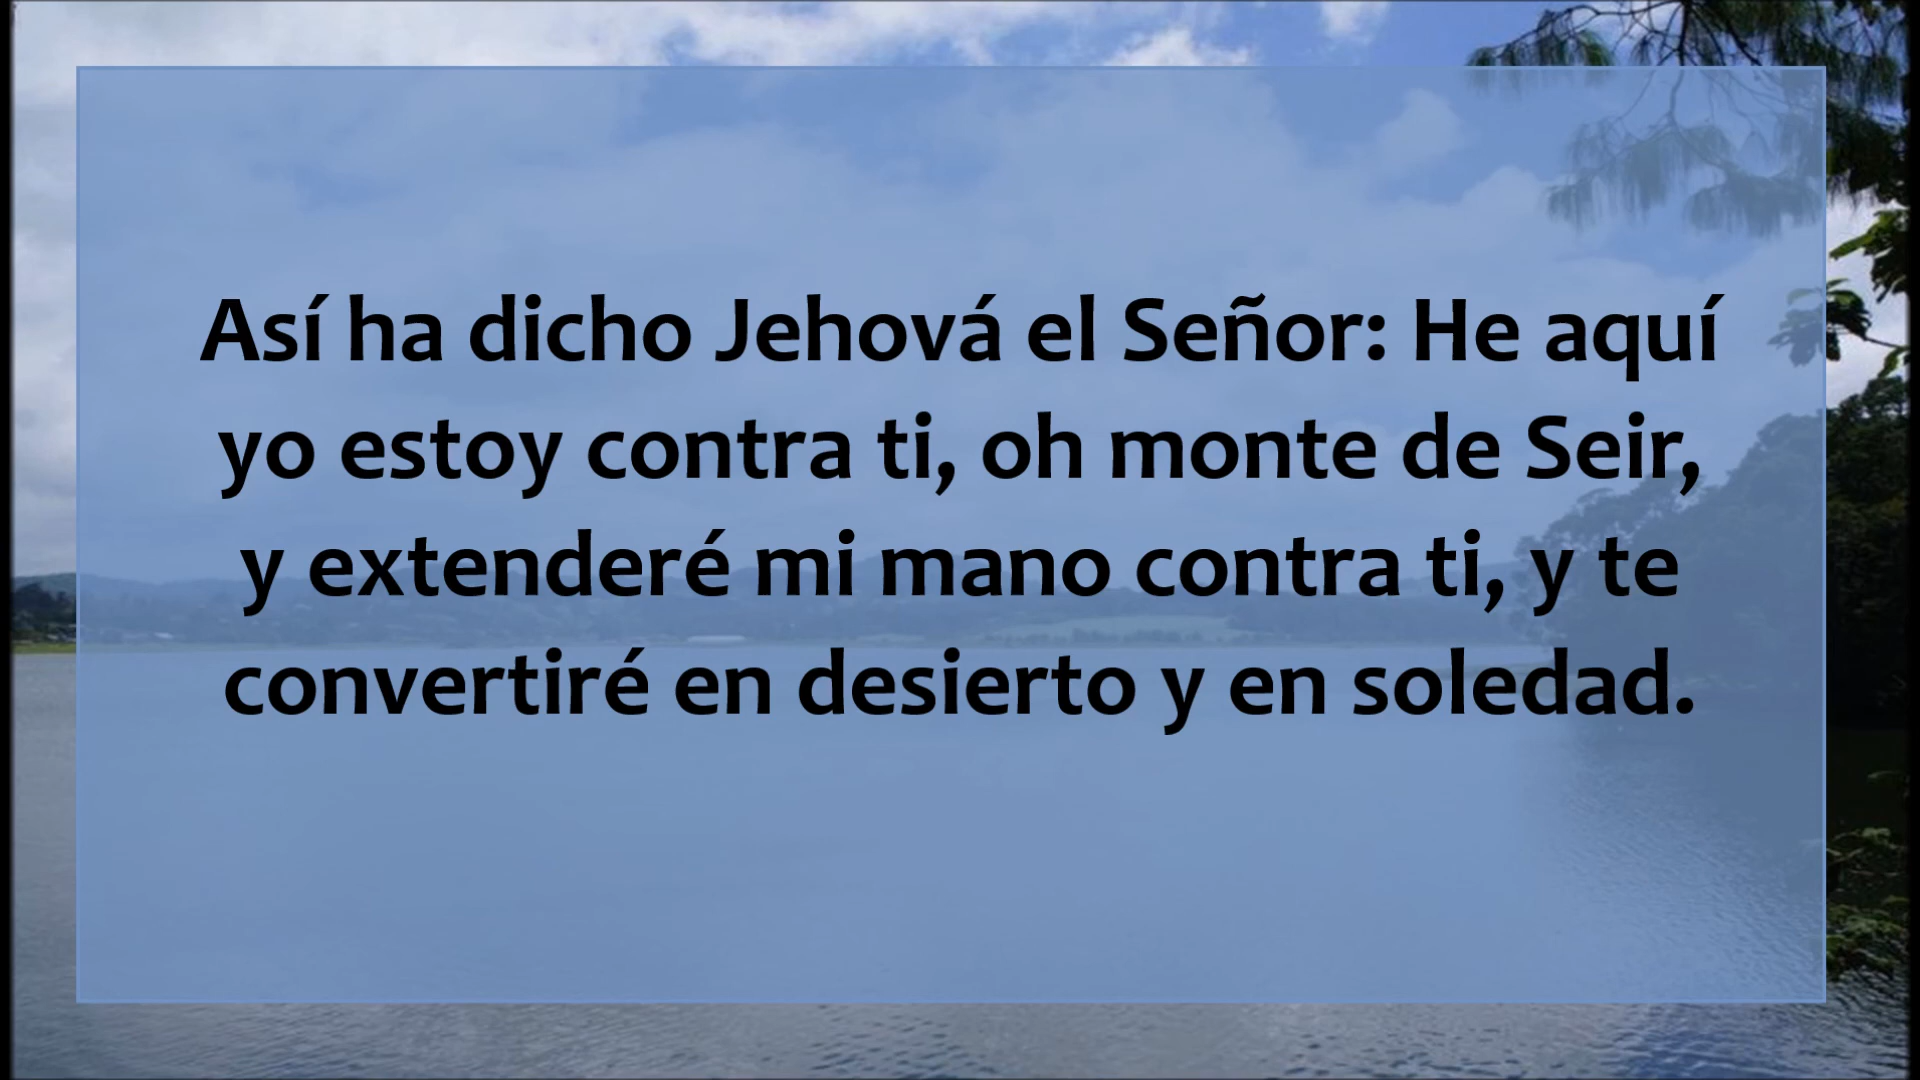 Así ha dicho Jehová el Señor: He aquí
yo estoy contra ti, oh monte de Seir,
y extenderé mi mano contra ti, y te
convertiré en desierto y en soledad.